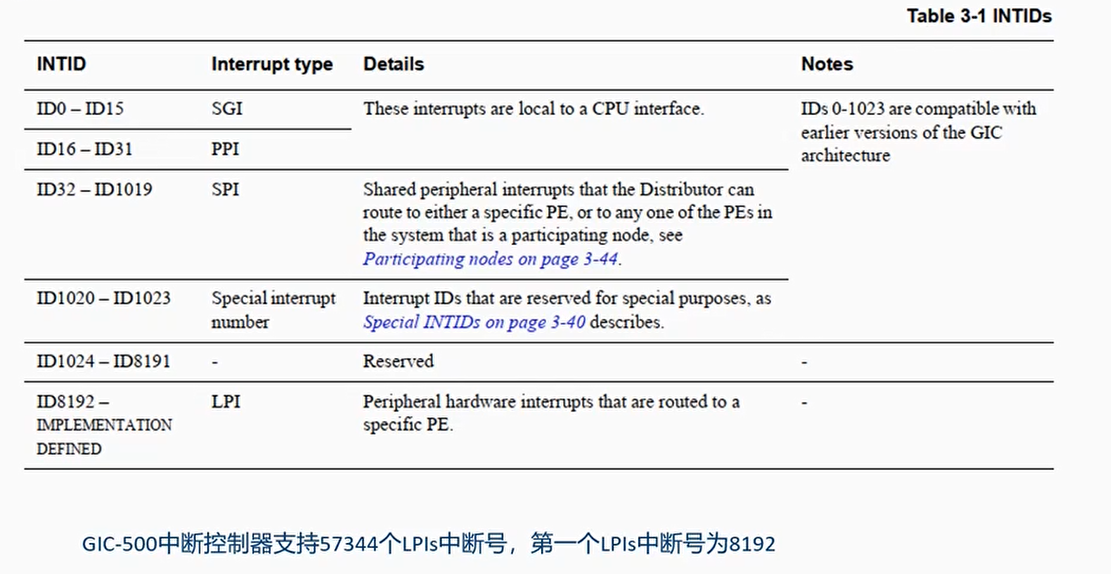 Table 3-1 INTIDs
INTID Interrupt type Details Notes
ID0 – ID15 SGI These interrupts are local to a CPU interface. IDs 0-1023 are compatible with
earlier versions of the GIC
architecture
ID16 – ID31 PPI
ID32 – ID1019 SPI Shared peripheral interrupts that the Distributor can
route to either a specific PE, or to any one of the PEs in
the system that is a participating node, see
Participating nodes on page 3-44.
ID1020 – ID1023 Special interrupt
number
Interrupt IDs that are reserved for special purposes, as
Special INTIDs on page 3-40 describes.
ID1024 – ID8191 - Reserved -
ID8192 –
IMPLEMENTATION
DEFINED
LPI Peripheral hardware interrupts that are routed to a
specific PE.
-
GIC-500中断控制器支持57344个LPIs中断号，第一个LPIs中断号为8192